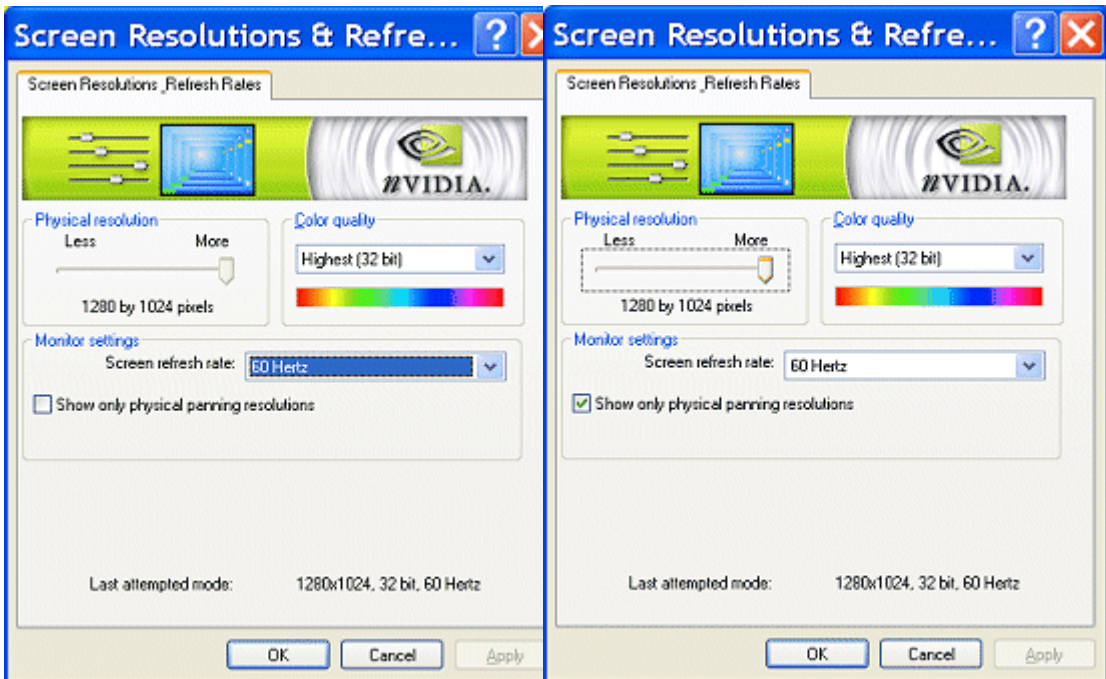 Screen Resolutions & Refre...
Screen Resolutions _Refresh Rates
nVIDIA.
Physical resolution
Less More
1280 by 1024 pixels
Color quality
Highest (32 bit)
Monitor settings
Screen refresh rate: 60 Hertz
Show only physical panning resolutions
Last attempted mode: 1280x1024, 32 bit, 60 Hertz
OK Cancel Apply
Screen Resolutions & Refre...
Screen Resolutions _Refresh Rates
nVIDIA.
Physical resolution
Less More
1280 by 1024 pixels
Color quality
Highest (32 bit)
Monitor settings
Screen refresh rate: 60 Hertz
Show only physical panning resolutions
Last attempted mode: 1280x1024, 32 bit, 60 Hertz
OK Cancel Apply